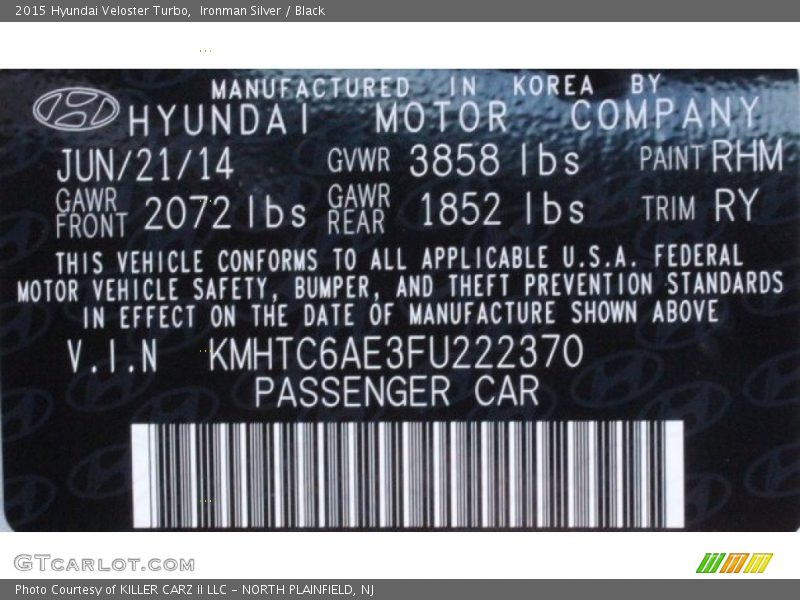 2015 Hyundai Veloster Turbo,  Ironman Silver / Black
MANUFACTURED IN KOREA BY
HYUNDAI MOTOR COMPANY
JUN/21/14 GVWR 3858 lbs PAINT RHM
GAWR FRONT 2072 lbs GAWR REAR 1852 lbs TRIM RY
THIS VEHICLE CONFORMS TO ALL APPLICABLE U.S.A. FEDERAL
MOTOR VEHICLE SAFETY, BUMPER, AND THEFT PREVENTION STANDARDS
IN EFFECT ON THE DATE OF MANUFACTURE SHOWN ABOVE
V.I.N KMHTC6AE3FU222370
PASSENGER CAR
GTCARLOT.COM
Photo Courtesy of KILLER CARZ II LLC - NORTH PLAINFIELD, NJ